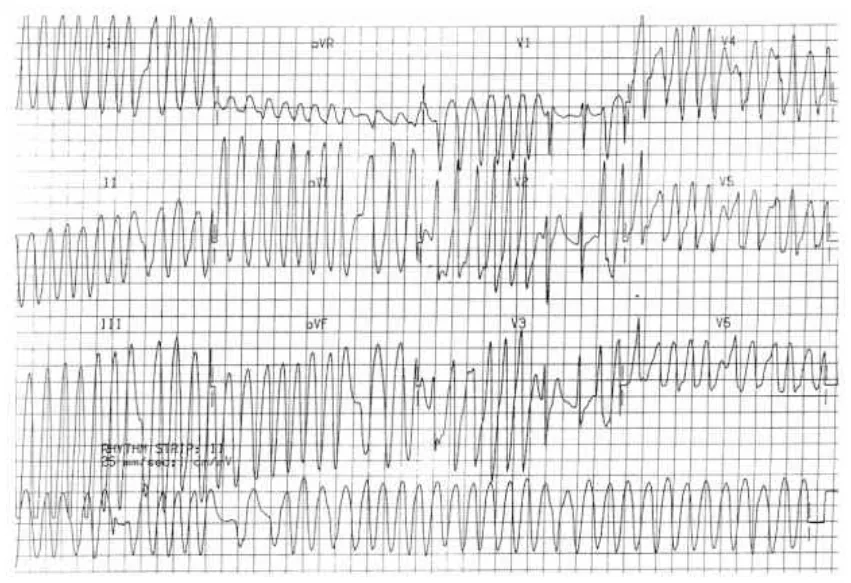 I aVR V1 V4
II aVL V2 V5
III aVF V3 V6
RHYTHM STRIP: II
25 mm/sec: 1 cm/mV